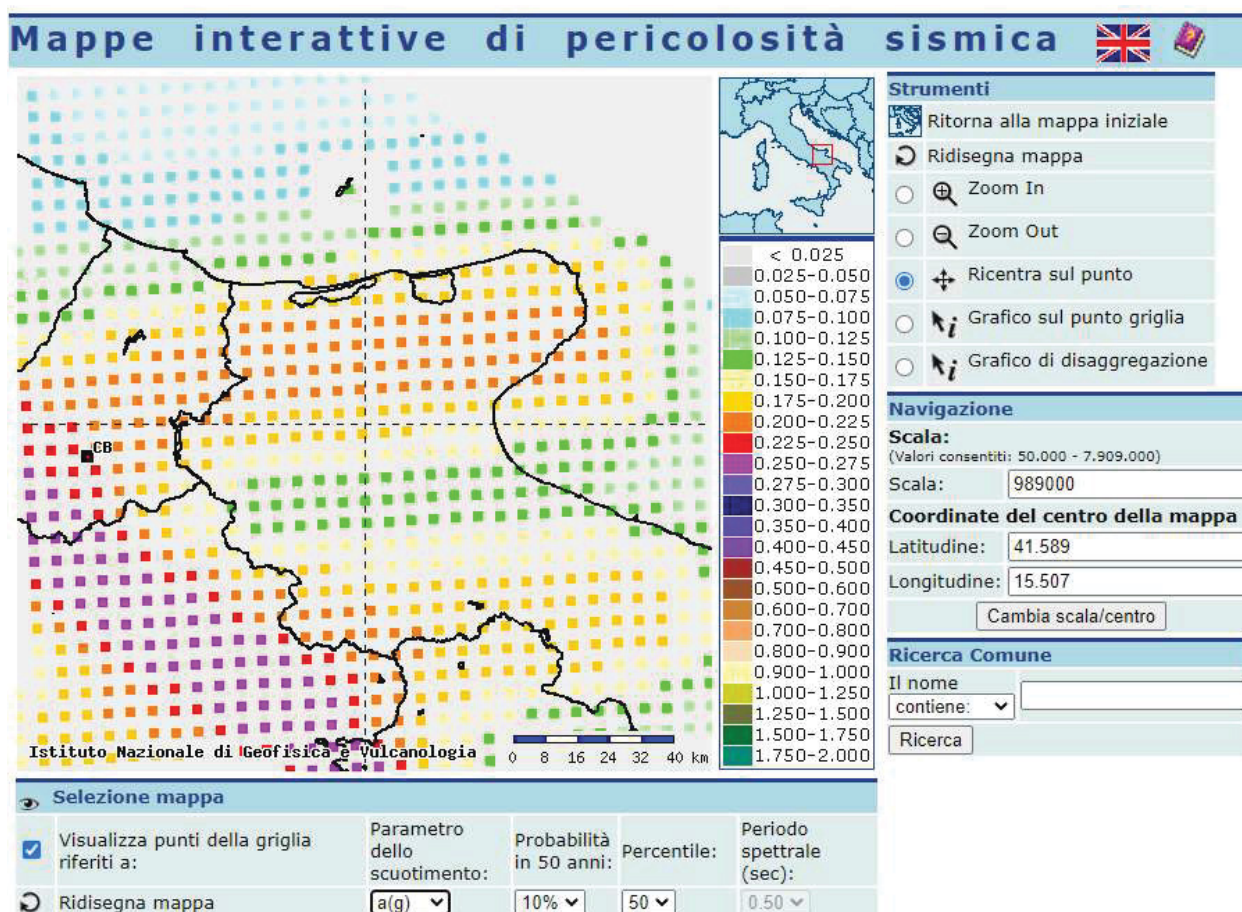 Mappe interattive di pericolosità sismica
CB
Istituto Nazionale di Geofisica e Vulcanologia
0 8 16 24 32 40 km
< 0.025
0.025-0.050
0.050-0.075
0.075-0.100
0.100-0.125
0.125-0.150
0.150-0.175
0.175-0.200
0.200-0.225
0.225-0.250
0.250-0.275
0.275-0.300
0.300-0.350
0.350-0.400
0.400-0.450
0.450-0.500
0.500-0.600
0.600-0.700
0.700-0.800
0.800-0.900
0.900-1.000
1.000-1.250
1.250-1.500
1.500-1.750
1.750-2.000
Strumenti
Ritorna alla mappa iniziale
Ridisegna mappa
Zoom In
Zoom Out
Ricentra sul punto
i Grafico sul punto griglia
i Grafico di disaggregazione
Navigazione
Scala:
(Valori consentiti: 50.000 - 7.909.000)
Scala: 989000
Coordinate del centro della mappa
Latitudine: 41.589
Longitudine: 15.507
Cambia scala/centro
Ricerca Comune
Il nome
contiene:
Ricerca
Selezione mappa
Visualizza punti della griglia
riferiti a:
Parametro
dello
scuotimento:
Probabilità
in 50 anni:
Percentile:
Periodo
spettrale
(sec):
Ridisegna mappa a(g) 10% 50 0.50